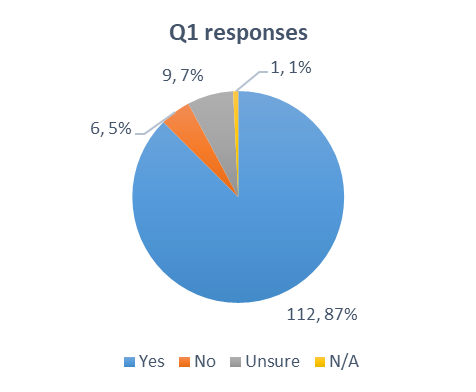 Q1 responses
1, 1%
9, 7%
6, 5%
112, 87%
Yes No Unsure N/A